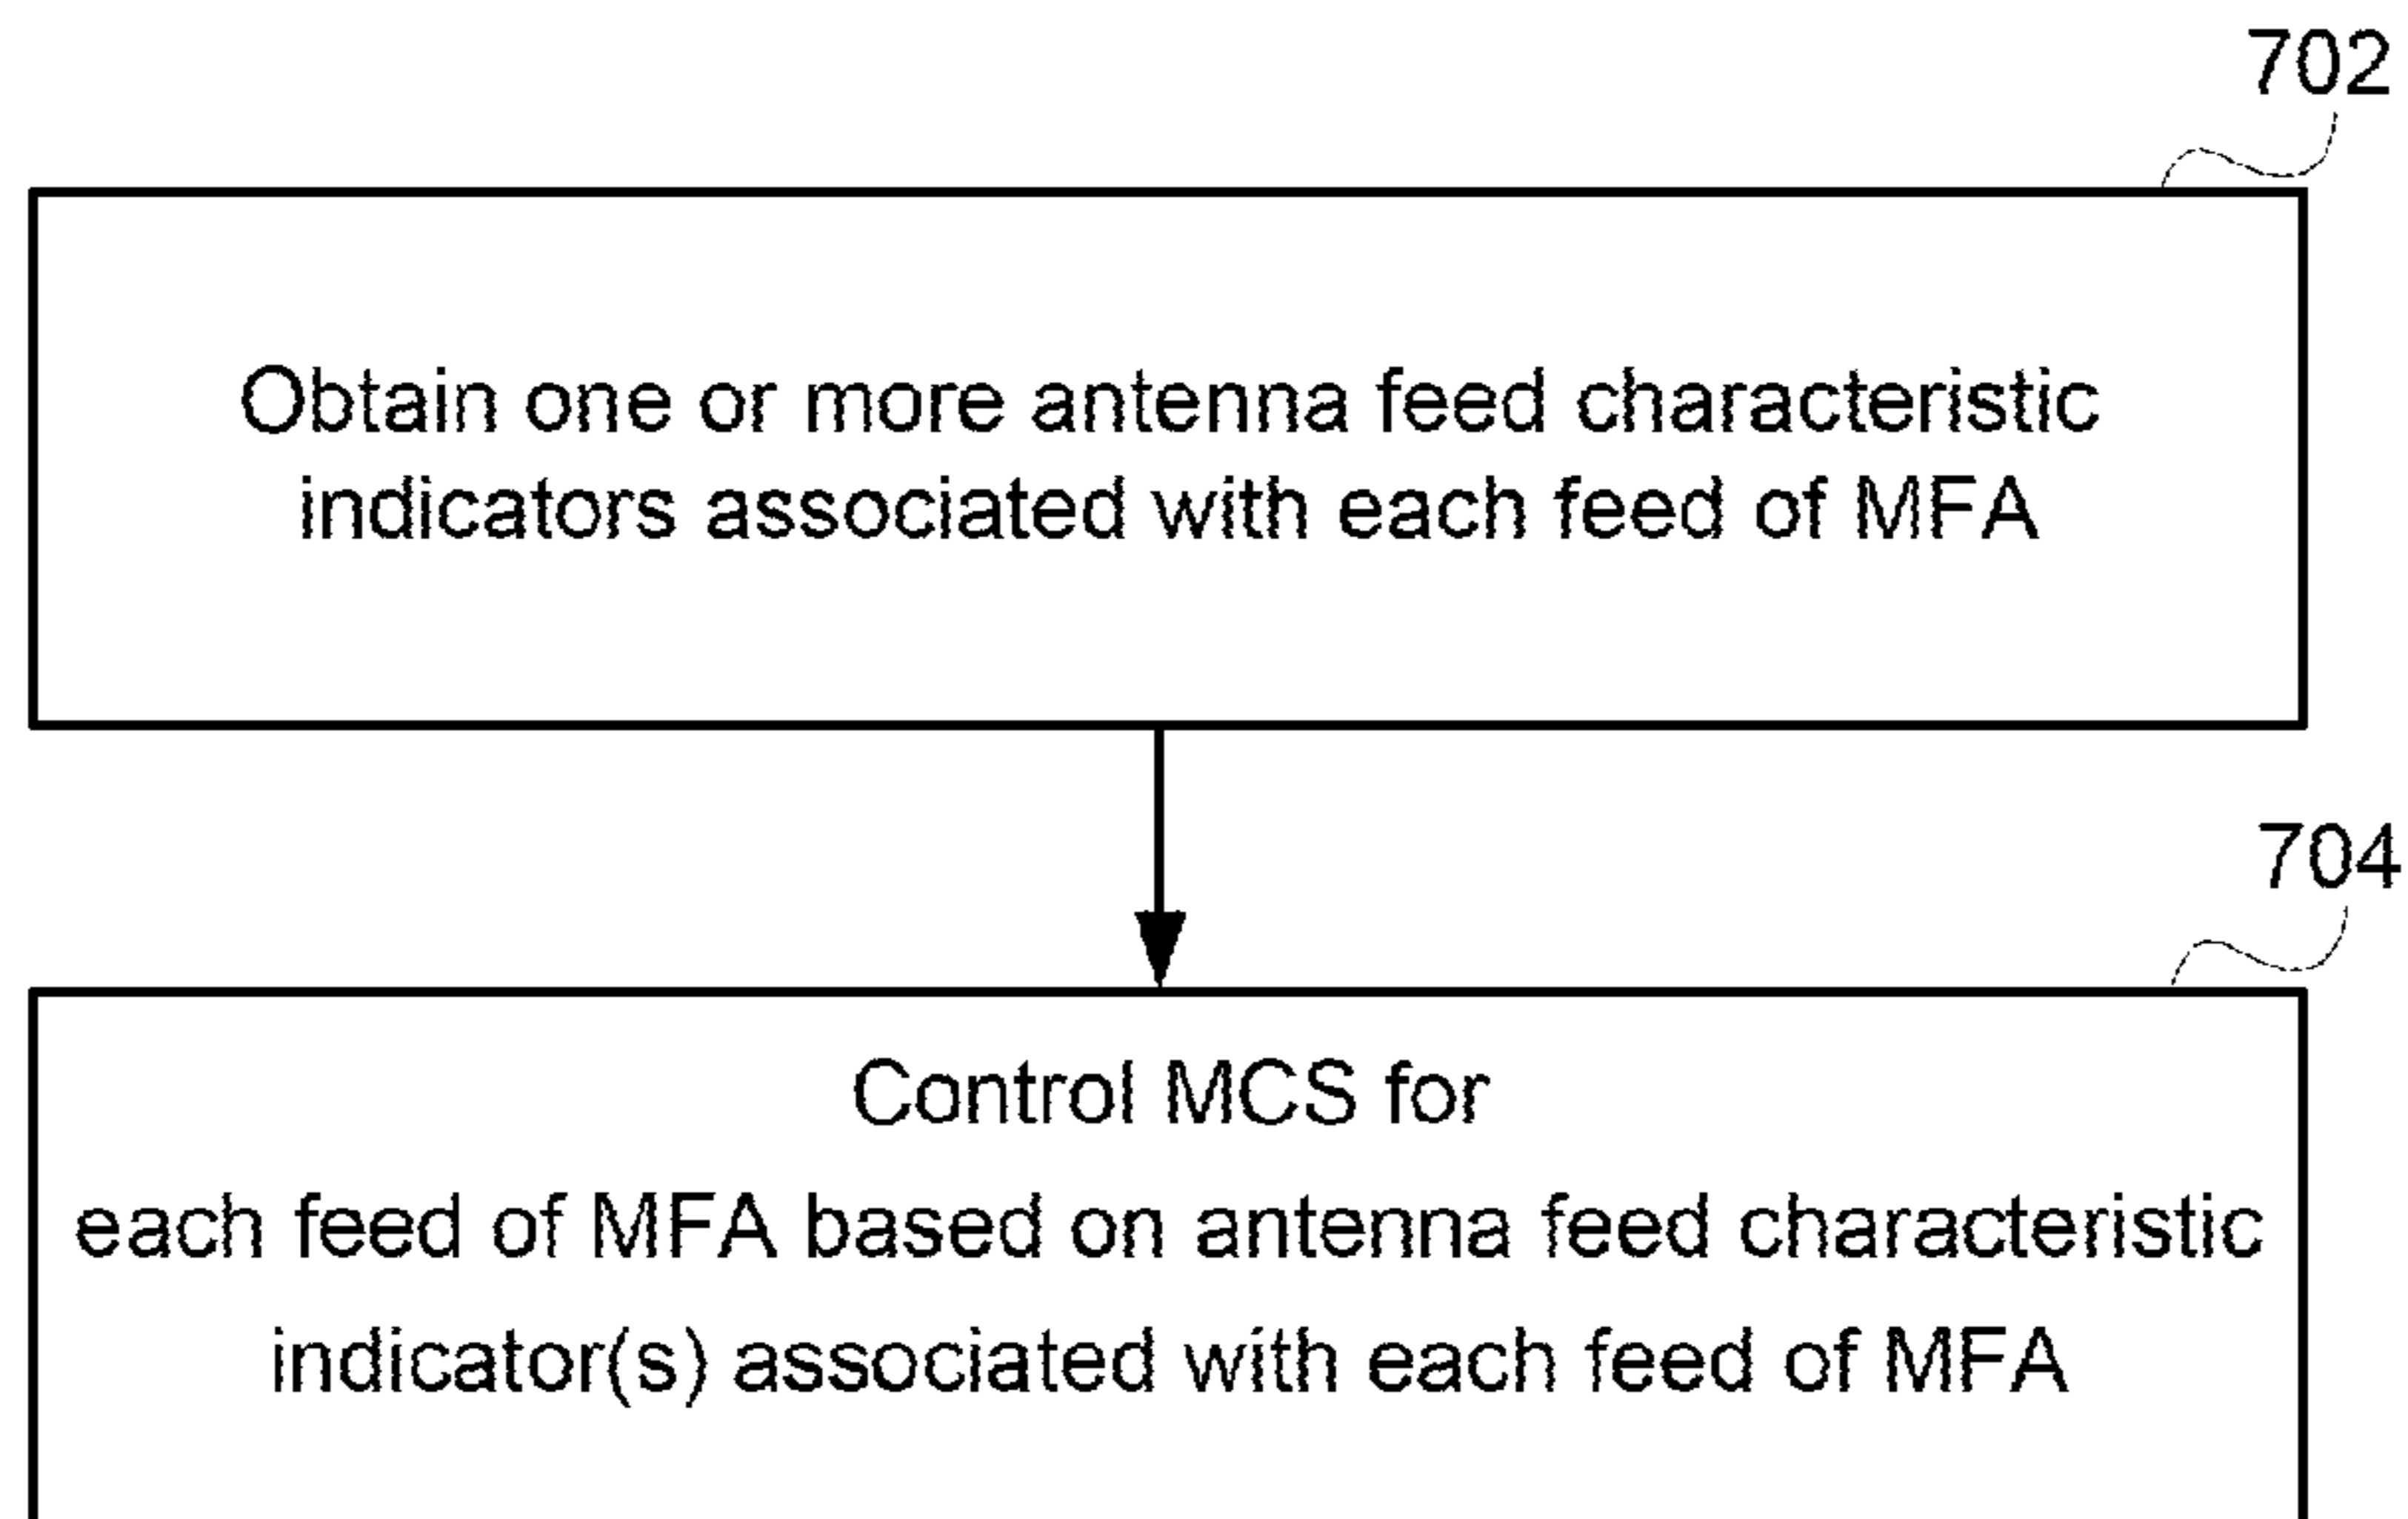 702
Obtain one or more antenna feed characteristic
indicators associated with each feed of MFA
704
Control MCS for
each feed of MFA based on antenna feed characteristic
indicator(s) associated with each feed of MFA